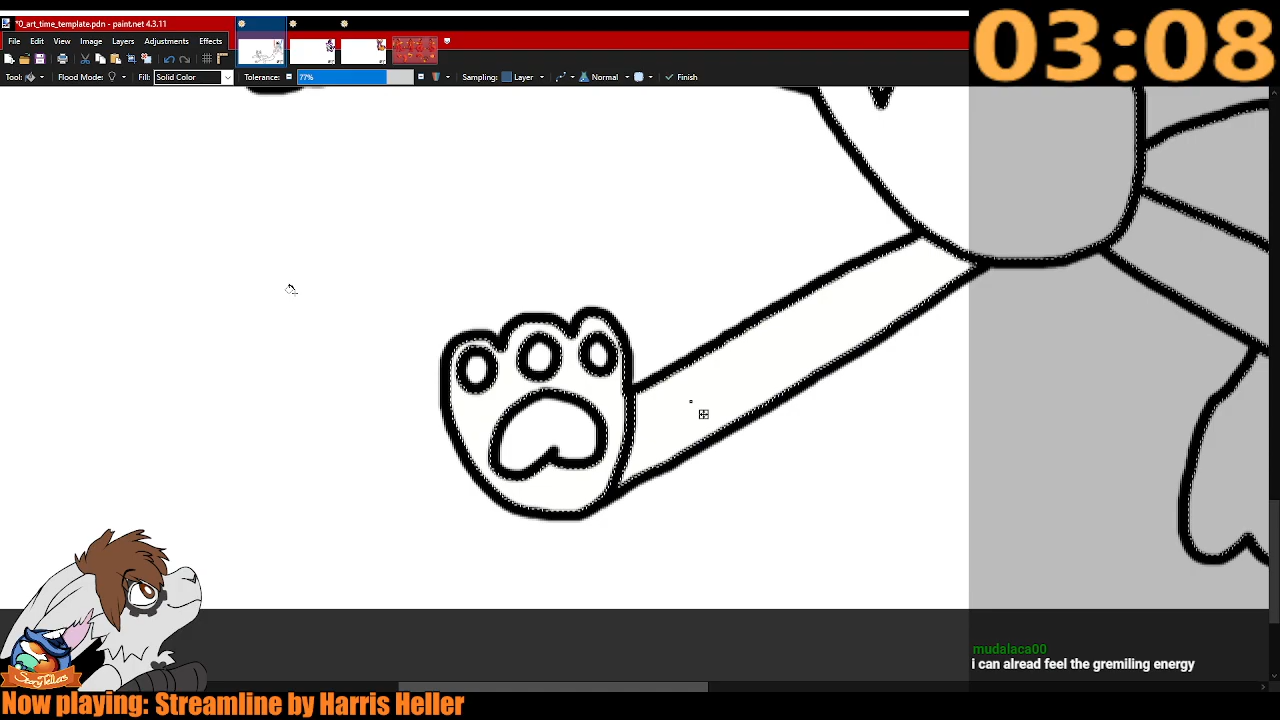 *0_art_time_template.pdn - paint.net 4.3.11
03:08
File Edit View Image Layers Adjustments Effects
Tool: Flood Mode: Fill: Solid Color Tolerance: 77% Sampling: Layer Normal Finish
mudalaca00
i can alread feel the gremiling energy
StoryTellers
Now playing: Streamline by Harris Heller